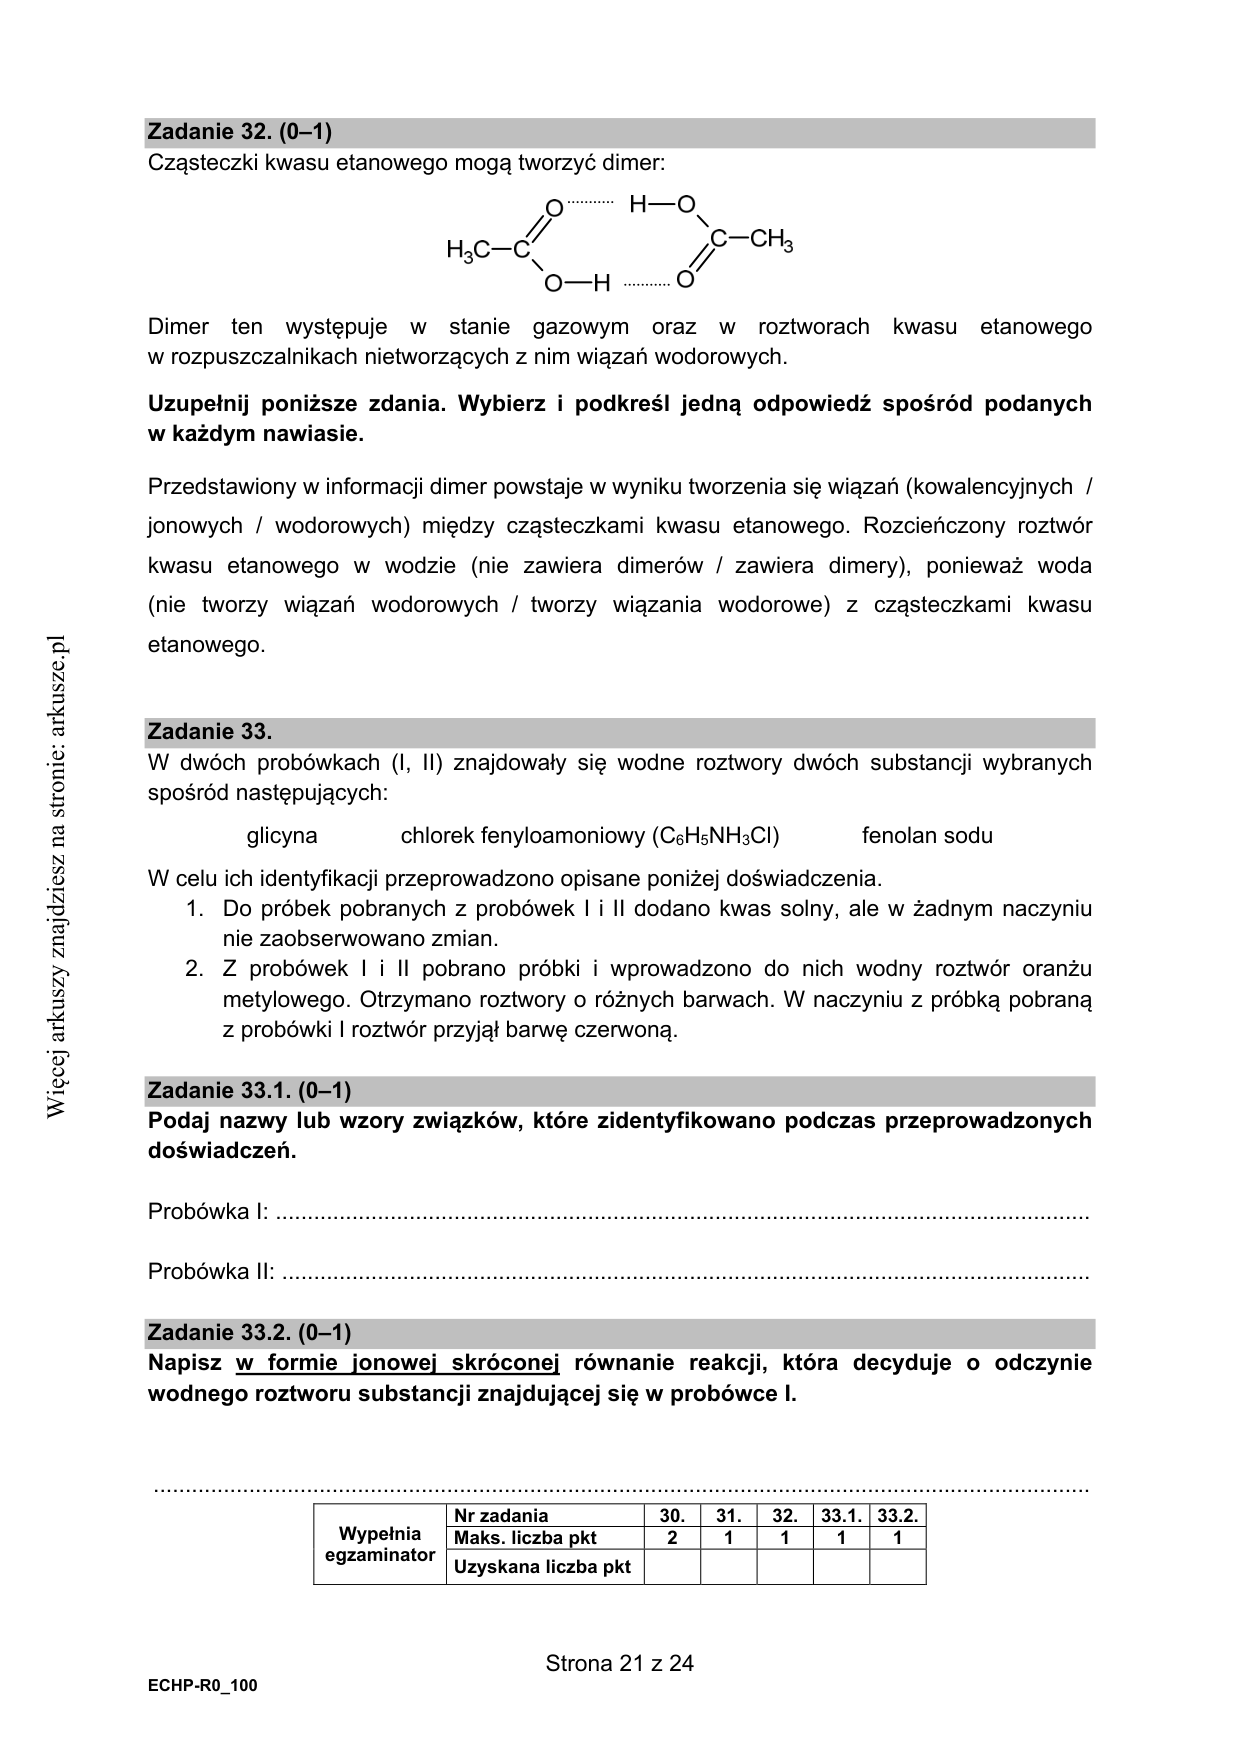 Zadanie 32. (0–1)
Cząsteczki kwasu etanowego mogą tworzyć dimer:
O ........... H—O
H₃C—C C—CH₃
O—H ........... O
Dimer ten występuje w stanie gazowym oraz w roztworach kwasu etanowego
w rozpuszczalnikach nietworzących z nim wiązań wodorowych.
Uzupełnij poniższe zdania. Wybierz i podkreśl jedną odpowiedź spośród podanych
w każdym nawiasie.
Przedstawiony w informacji dimer powstaje w wyniku tworzenia się wiązań (kowalencyjnych /
jonowych / wodorowych) między cząsteczkami kwasu etanowego. Rozcieńczony roztwór
kwasu etanowego w wodzie (nie zawiera dimerów / zawiera dimery), ponieważ woda
(nie tworzy wiązań wodorowych / tworzy wiązania wodorowe) z cząsteczkami kwasu
etanowego.
Zadanie 33.
W dwóch probówkach (I, II) znajdowały się wodne roztwory dwóch substancji wybranych
spośród następujących:
glicyna chlorek fenyloamoniowy (C₆H₅NH₃Cl) fenolan sodu
W celu ich identyfikacji przeprowadzono opisane poniżej doświadczenia.
1. Do próbek pobranych z probówek I i II dodano kwas solny, ale w żadnym naczyniu
nie zaobserwowano zmian.
2. Z probówek I i II pobrano próbki i wprowadzono do nich wodny roztwór oranżu
metylowego. Otrzymano roztwory o różnych barwach. W naczyniu z próbką pobraną
z probówki I roztwór przyjął barwę czerwoną.
Zadanie 33.1. (0–1)
Podaj nazwy lub wzory związków, które zidentyfikowano podczas przeprowadzonych
doświadczeń.
Probówka I: ................................................................................................................................
Probówka II: ...............................................................................................................................
Zadanie 33.2. (0–1)
Napisz w formie jonowej skróconej równanie reakcji, która decyduje o odczynie
wodnego roztworu substancji znajdującej się w probówce I.
....................................................................................................................................................
Wypełnia
egzaminator
Nr zadania 30. 31. 32. 33.1. 33.2.
Maks. liczba pkt 2 1 1 1 1
Uzyskana liczba pkt
Strona 21 z 24
ECHP-R0_100
Więcej arkuszy znajdziesz na stronie: arkusze.pl